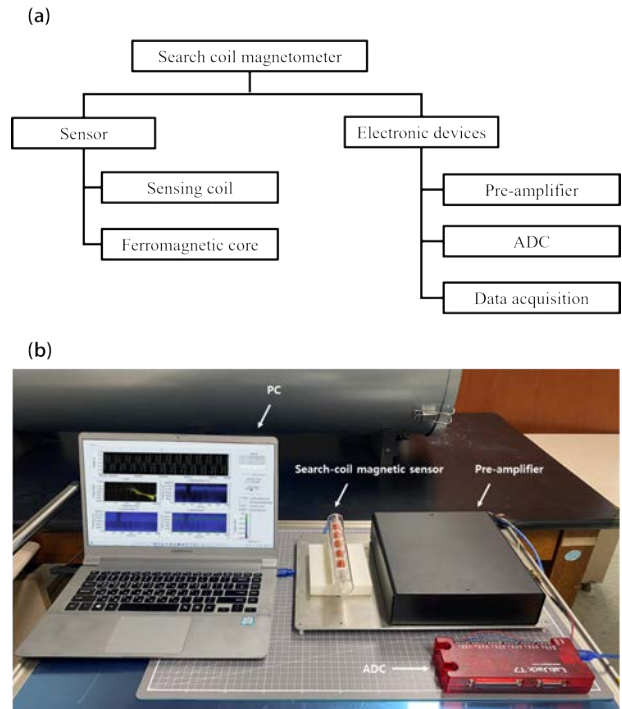 (a)
Search coil magnetometer
Sensor
Electronic devices
Sensing coil
Pre-amplifier
Ferromagnetic core
ADC
Data acquisition
(b)
PC
Search-coil magnetic sensor
Pre-amplifier
ADC
LabJack T7